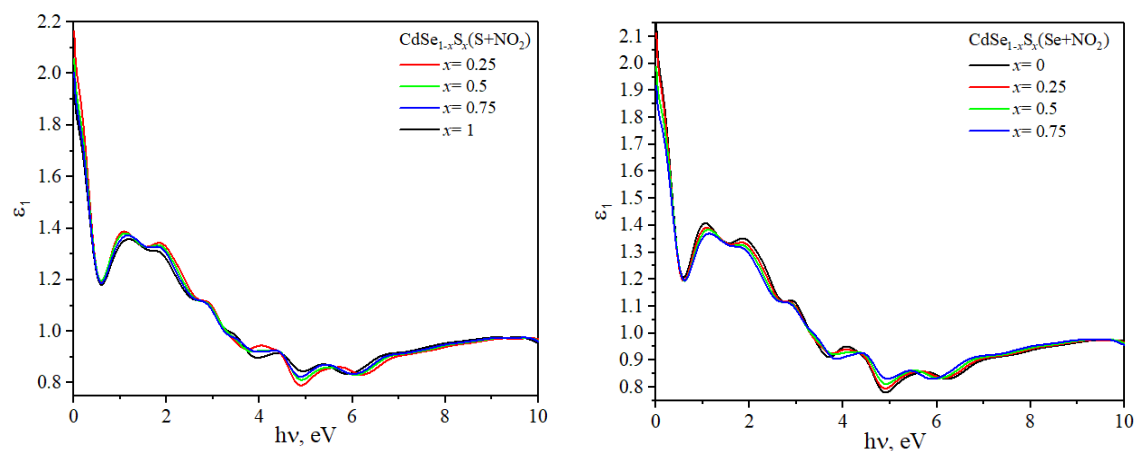 CdSe1-xSx(S+NO2)
x= 0.25
x= 0.5
x= 0.75
x= 1
ε1
2.2
2.0
1.8
1.6
1.4
1.2
1.0
0.8
0 2 4 6 8 10
hν, eV
CdSe1-xSx(Se+NO2)
x= 0
x= 0.25
x= 0.5
x= 0.75
ε1
2.1
2.0
1.9
1.8
1.7
1.6
1.5
1.4
1.3
1.2
1.1
1.0
0.9
0.8
0 2 4 6 8 10
hν, eV